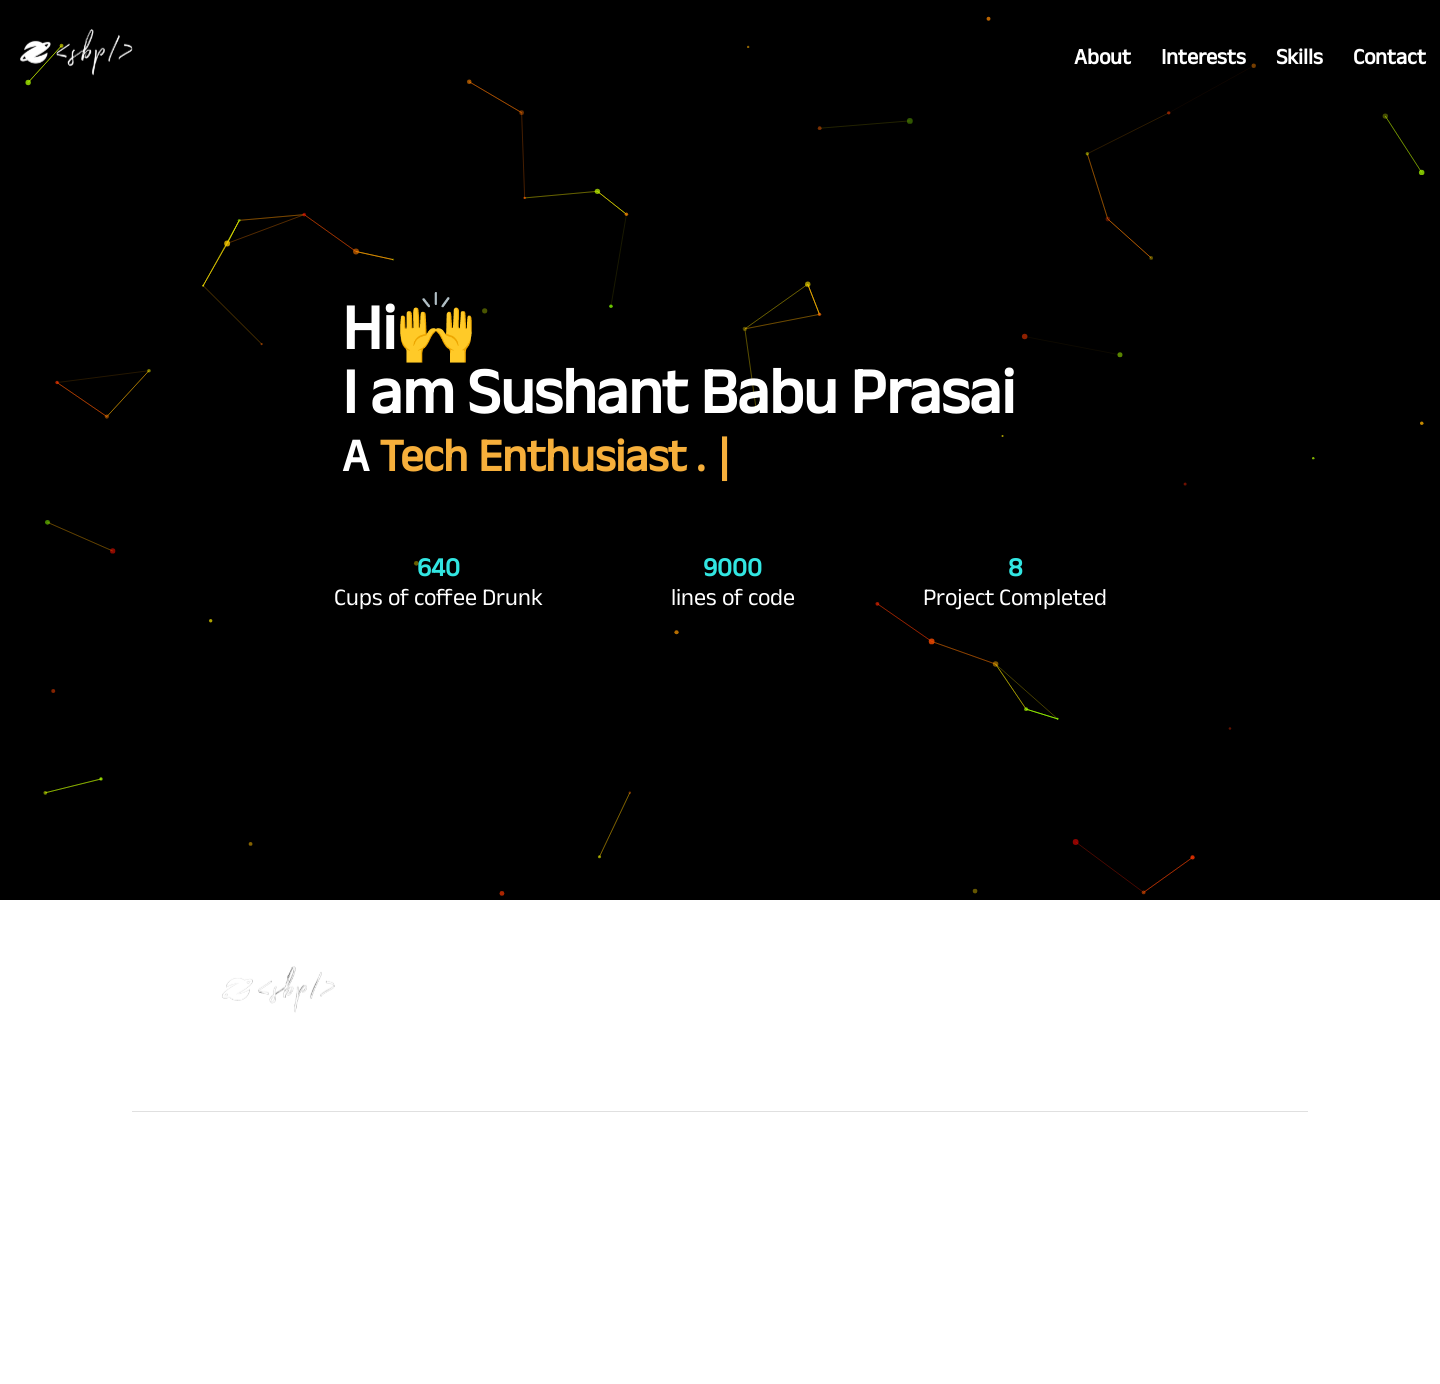 <sbp/>
About Interests Skills Contact
Hi🙌
I am Sushant Babu Prasai
A Tech Enthusiast . |
640
Cups of coffee Drunk
9000
lines of code
8
Project Completed
<sbp/>